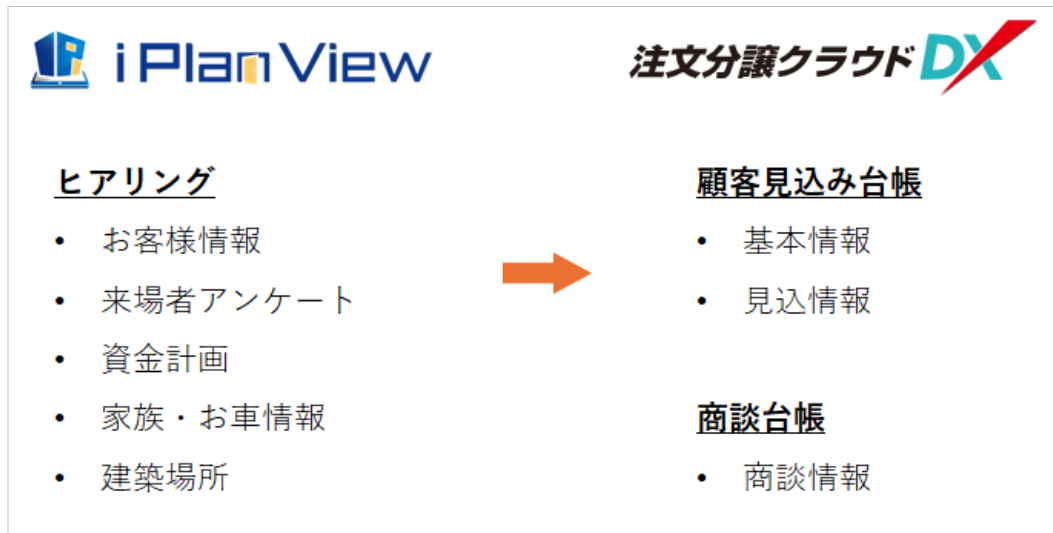 i Plan View
注文分譲クラウドDX
ヒアリング
• お客様情報
• 来場者アンケート
• 資金計画
• 家族・お車情報
• 建築場所
顧客見込み台帳
• 基本情報
• 見込情報
商談台帳
• 商談情報